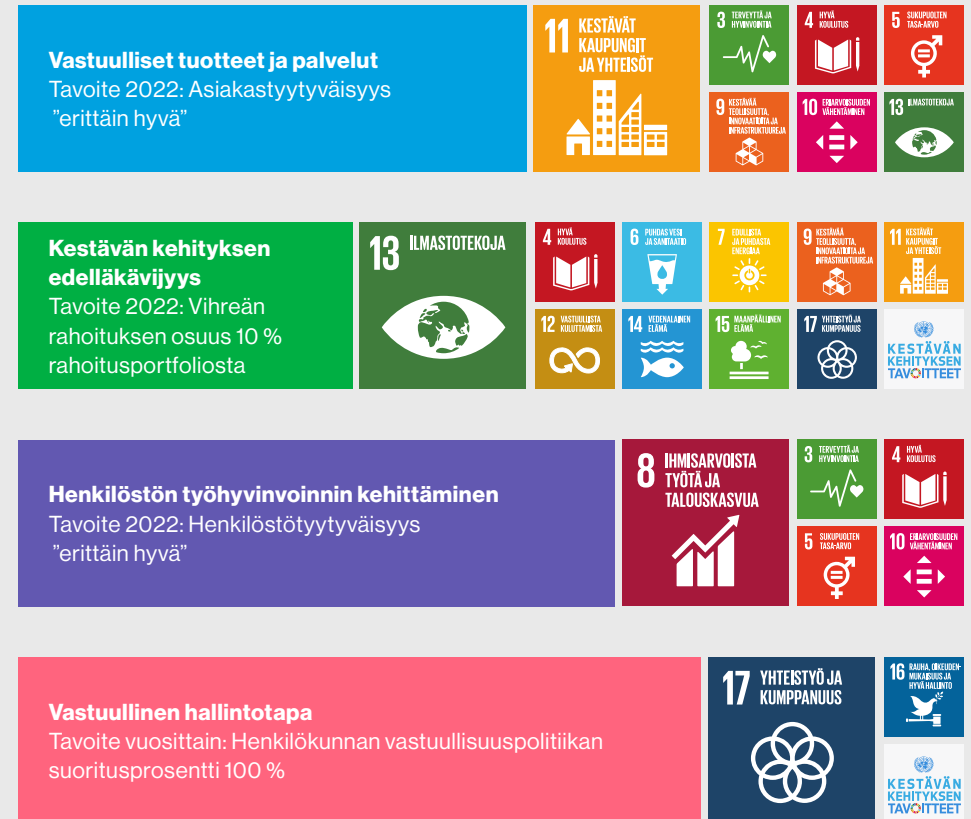 Vastuulliset tuotteet ja palvelut
Tavoite 2022: Asiakastyytyväisyys
"erittäin hyvä"
11 KESTÄVÄT
KAUPUNGIT
JA YHTEISÖT
3 TERVEYTTÄ JA
HYVINVOINTIA
4 HYVÄ
KOULUTUS
5 SUKUPUOLTEN
TASA-ARVO
9 KESTÄVÄÄ
TEOLLISUUTTA,
INNOVAATIOITA JA
INFRASTRUKTUUREJA
10 ERIARVOISUUDEN
VÄHENTÄMINEN
13 ILMASTOTEKOJA
Kestävän kehityksen
edelläkävijyys
Tavoite 2022: Vihreän
rahoituksen osuus 10 %
rahoitusportfoliosta
13 ILMASTOTEKOJA
4 HYVÄ
KOULUTUS
6 PUHDAS VESI
JA SANITAATIO
7 EDULLISTA
JA PUHDASTA
ENERGIAA
9 KESTÄVÄÄ
TEOLLISUUTTA,
INNOVAATIOITA JA
INFRASTRUKTUUREJA
11 KESTÄVÄT
KAUPUNGIT
JA YHTEISÖT
12 VASTUULLISTA
KULUTTAMISTA
14 VEDENALAINEN
ELÄMÄ
15 MAANPÄÄLLINEN
ELÄMÄ
17 YHTEISTYÖ JA
KUMPPANUUS
KESTÄVÄN
KEHITYKSEN
TAVOITTEET
Henkilöstön työhyvinvoinnin kehittäminen
Tavoite 2022: Henkilöstötyytyväisyys
"erittäin hyvä"
8 IHMISARVOISTA
TYÖTÄ JA
TALOUSKASVUA
3 TERVEYTTÄ JA
HYVINVOINTIA
4 HYVÄ
KOULUTUS
5 SUKUPUOLTEN
TASA-ARVO
10 ERIARVOISUUDEN
VÄHENTÄMINEN
Vastuullinen hallintotapa
Tavoite vuosittain: Henkilökunnan vastuullisuuspolitiikan
suoritusprosentti 100 %
17 YHTEISTYÖ JA
KUMPPANUUS
16 RAUHA, OIKEUDEN-
MUKAISUUS JA
HYVÄ HALLINTO
KESTÄVÄN
KEHITYKSEN
TAVOITTEET